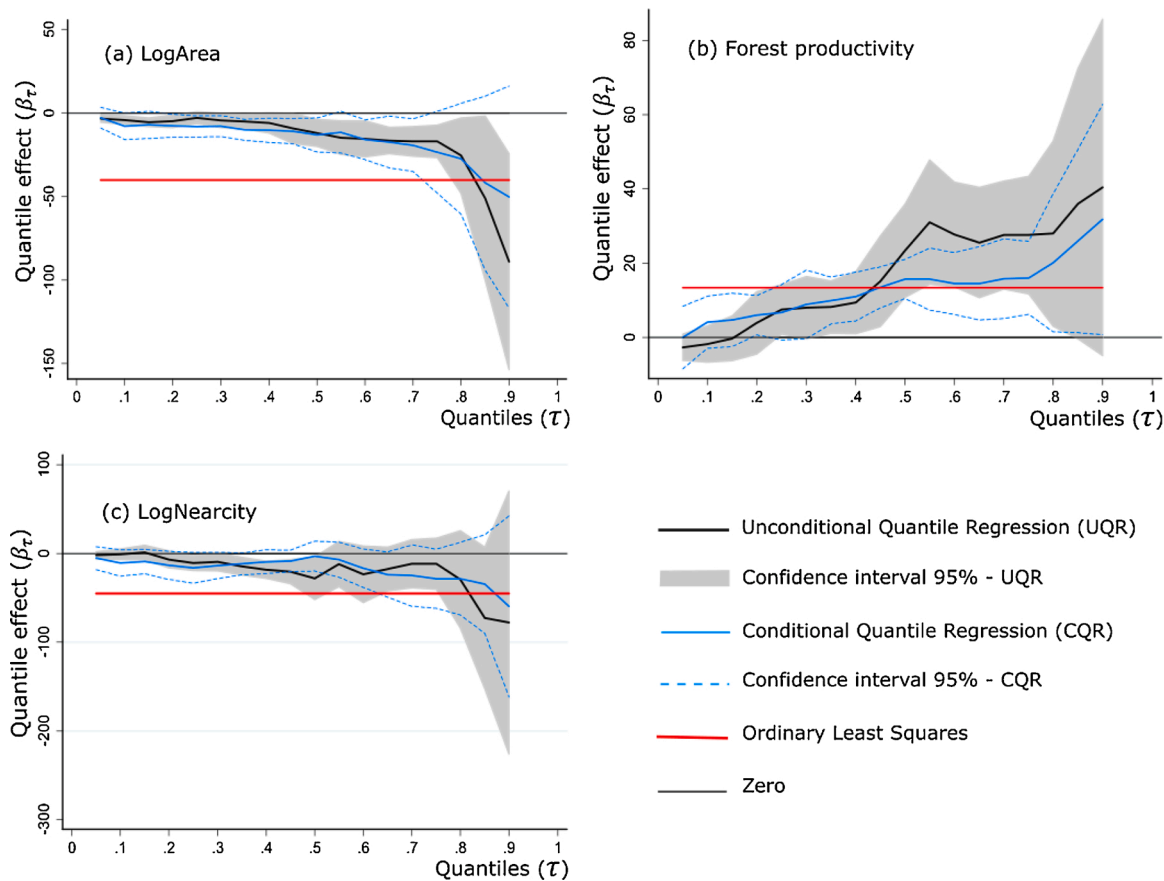 (a) LogArea
Quantile effect (βτ)
50
0
-50
-100
-150
0 .1 .2 .3 .4 .5 .6 .7 .8 .9 1
Quantiles (τ)
(b) Forest productivity
Quantile effect (βτ)
80
60
40
20
0
0 .1 .2 .3 .4 .5 .6 .7 .8 .9 1
Quantiles (τ)
(c) LogNearcity
Quantile effect (βτ)
100
0
-100
-200
-300
0 .1 .2 .3 .4 .5 .6 .7 .8 .9 1
Quantiles (τ)
Unconditional Quantile Regression (UQR)
Confidence interval 95% - UQR
Conditional Quantile Regression (CQR)
Confidence interval 95% - CQR
Ordinary Least Squares
Zero